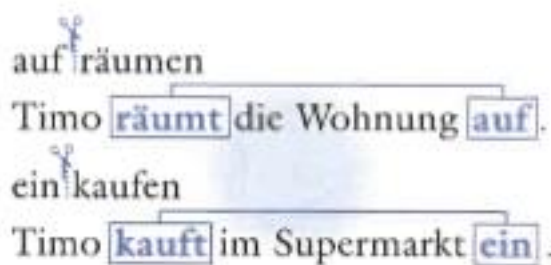 auf räumen
Timo räumt die Wohnung auf.
ein kaufen
Timo kauft im Supermarkt ein.